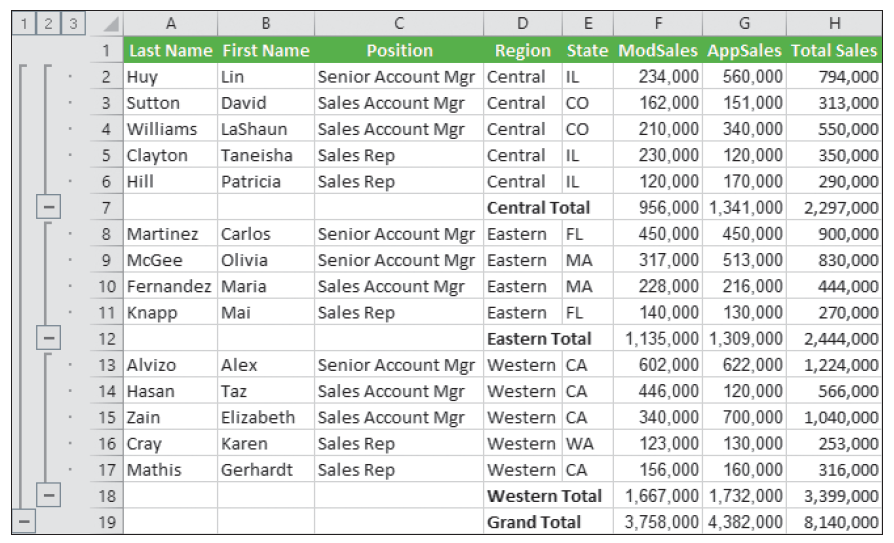 1 2 3 A B C D E F G H
1 Last Name First Name Position Region State ModSales AppSales Total Sales
2 Huy Lin Senior Account Mgr Central IL 234,000 560,000 794,000
3 Sutton David Sales Account Mgr Central CO 162,000 151,000 313,000
4 Williams LaShaun Sales Account Mgr Central CO 210,000 340,000 550,000
5 Clayton Taneisha Sales Rep Central IL 230,000 120,000 350,000
6 Hill Patricia Sales Rep Central IL 120,000 170,000 290,000
7 Central Total 956,000 1,341,000 2,297,000
8 Martinez Carlos Senior Account Mgr Eastern FL 450,000 450,000 900,000
9 McGee Olivia Senior Account Mgr Eastern MA 317,000 513,000 830,000
10 Fernandez Maria Sales Account Mgr Eastern MA 228,000 216,000 444,000
11 Knapp Mai Sales Rep Eastern FL 140,000 130,000 270,000
12 Eastern Total 1,135,000 1,309,000 2,444,000
13 Alvizo Alex Senior Account Mgr Western CA 602,000 622,000 1,224,000
14 Hasan Taz Sales Account Mgr Western CA 446,000 120,000 566,000
15 Zain Elizabeth Sales Account Mgr Western CA 340,000 700,000 1,040,000
16 Cray Karen Sales Rep Western WA 123,000 130,000 253,000
17 Mathis Gerhardt Sales Rep Western CA 156,000 160,000 316,000
18 Western Total 1,667,000 1,732,000 3,399,000
19 Grand Total 3,758,000 4,382,000 8,140,000